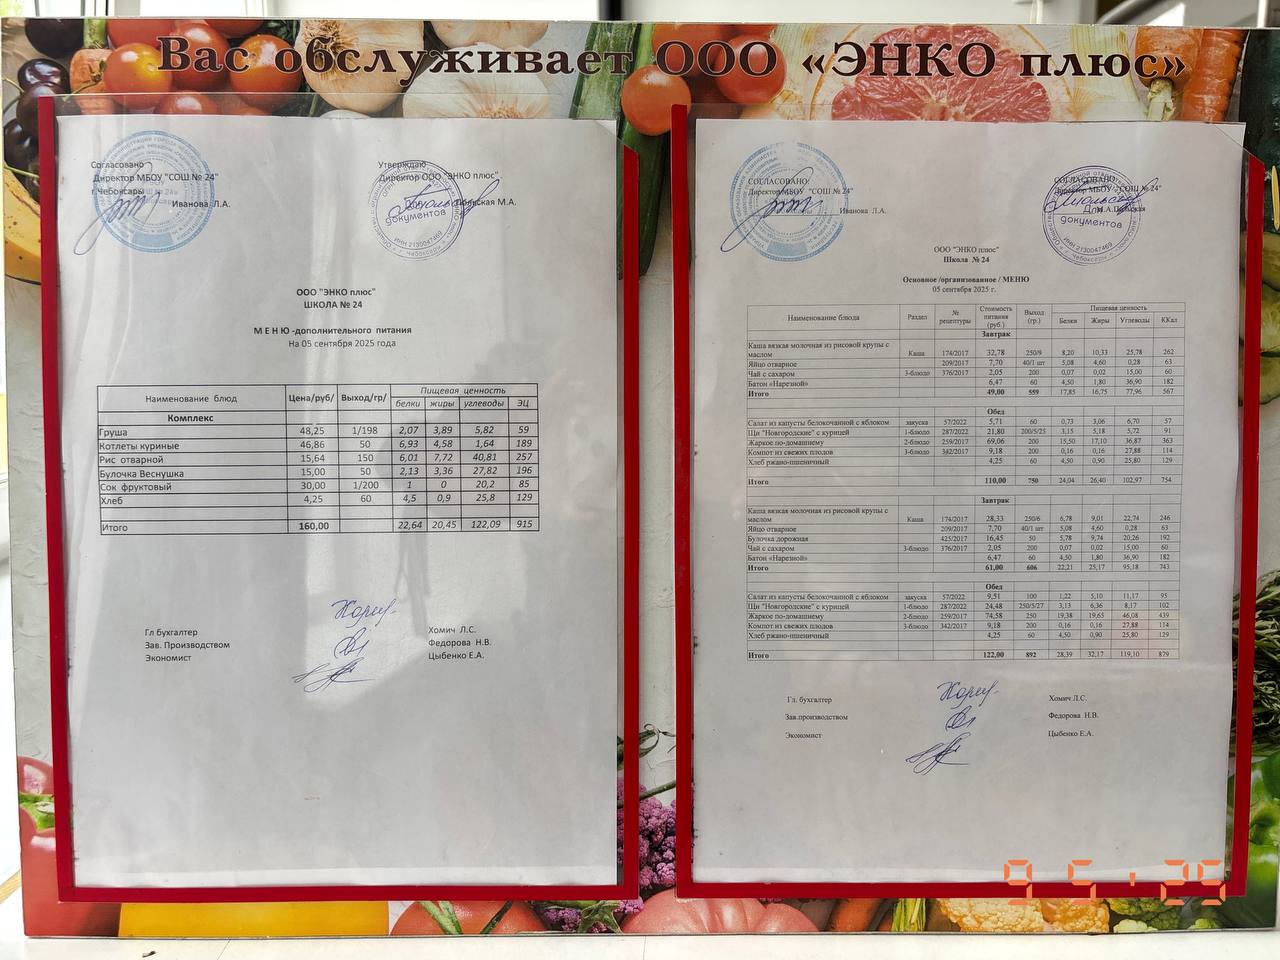 Вас обслуживает ООО «ЭНКО плюс»
Согласовано
Директор МБОУ "СОШ № 24"
г.Чебоксары
Иванова Л.А.
Утверждаю
Директор ООО "ЭНКО плюс"
М.А.
Для документов
ИНН 2130047469
г. Чебоксары
ООО "ЭНКО плюс"
ШКОЛА № 24
М Е Н Ю -дополнительного питания
На 05 сентября 2025 года
Наименование блюд Цена/руб/ Выход/гр/ Пищевая ценность
белки жиры углеводы ЭЦ
Комплекс
Груша 48,25 1/198 2,07 3,89 5,82 59
Котлеты куриные 46,86 50 6,93 4,58 1,64 189
Рис отварной 15,64 150 6,01 7,72 40,81 257
Булочка Веснушка 15,00 50 2,13 3,36 27,82 196
Сок фруктовый 30,00 1/200 1 0 20,2 85
Хлеб 4,25 60 4,5 0,9 25,8 129
Итого 160,00 22,64 20,45 122,09 915
Гл бухгалтер Хомич Л.С.
Зав. Производством Федорова Н.В.
Экономист Цыбенко Е.А.
СОГЛАСОВАНО:
Директор МБОУ "СОШ № 24"
Иванова Л.А.
СОГЛАСОВАНО
Директор МБОУ "СОШ № 24"
М.А.
Для документов
ИНН 2130047469
ООО "ЭНКО плюс"
Школа № 24
Основное /организованное / МЕНЮ
05 сентября 2025 г.
Наименование блюда Раздел № рецептуры Стоимость питания (руб.) Выход (гр.) Пищевая ценность
Белки Жиры Углеводы ККал
Завтрак
Каша вязкая молочная из рисовой крупы с
маслом Каша 174/2017 32,78 250/9 8,20 10,33 25,78 262
Яйцо отварное 209/2017 7,70 40/1 шт 5,08 4,60 0,28 63
Чай с сахаром 3-блюдо 376/2017 2,05 200 0,07 0,02 15,00 60
Батон «Нарезной» 6,47 60 4,50 1,80 36,90 182
Итого 49,00 559 17,85 16,75 77,96 567
Обед
Салат из капусты белокочанной с яблоком закуска 57/2022 5,71 60 0,73 3,06 6,70 57
Щи "Новгородские" с курицей 1-блюдо 287/2022 21,80 200/5/25 3,15 5,18 5,72 91
Жаркое по-домашнему 2-блюдо 259/2017 69,06 200 15,50 17,10 36,87 363
Компот из свежих плодов 3-блюдо 342/2017 9,18 200 0,16 0,16 27,88 114
Хлеб ржано-пшеничный 4,25 60 4,50 0,90 25,80 129
Итого 110,00 750 24,04 26,40 102,97 754
Завтрак
Каша вязкая молочная из рисовой крупы с
маслом Каша 174/2017 28,33 250/6 6,78 9,01 22,74 246
Яйцо отварное 209/2017 7,70 40/1 шт 5,08 4,60 0,28 63
Булочка дорожная 425/2017 16,45 50 5,78 9,74 20,26 192
Чай с сахаром 3-блюдо 376/2017 2,05 200 0,07 0,02 15,00 60
Батон «Нарезной» 6,47 60 4,50 1,80 36,90 182
Итого 61,00 606 22,21 25,17 95,18 743
Обед
Салат из капусты белокочанной с яблоком закуска 57/2022 9,51 100 1,22 5,10 11,17 95
Щи "Новгородские" с курицей 1-блюдо 287/2022 24,48 250/5/27 3,13 6,36 8,17 102
Жаркое по-домашнему 2-блюдо 259/2017 74,58 250 19,38 19,65 46,08 439
Компот из свежих плодов 3-блюдо 342/2017 9,18 200 0,16 0,16 27,88 114
Хлеб ржано-пшеничный 4,25 60 4,50 0,90 25,80 129
Итого 122,00 892 28,39 32,17 119,10 879
Гл. бухгалтер Хомич Л.С.
Зав.производством Федорова Н.В.
Экономист Цыбенко Е.А.
9 5 ' 25